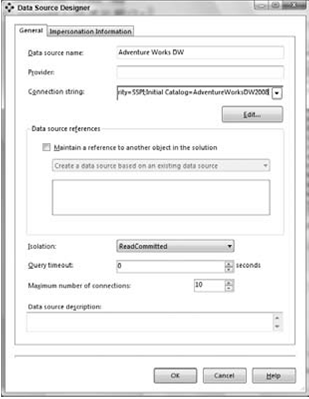 Data Source Designer
General Impersonation Information
Data source name: Adventure Works DW
Provider:
Connection string: rity=SSPI;Initial Catalog=AdventureWorksDW2008
Edit...
Data source references
Maintain a reference to another object in the solution
Create a data source based on an existing data source
Isolation: ReadCommitted
Query timeout: 0 seconds
Maximum number of connections: 10
Data source description:
OK Cancel Help